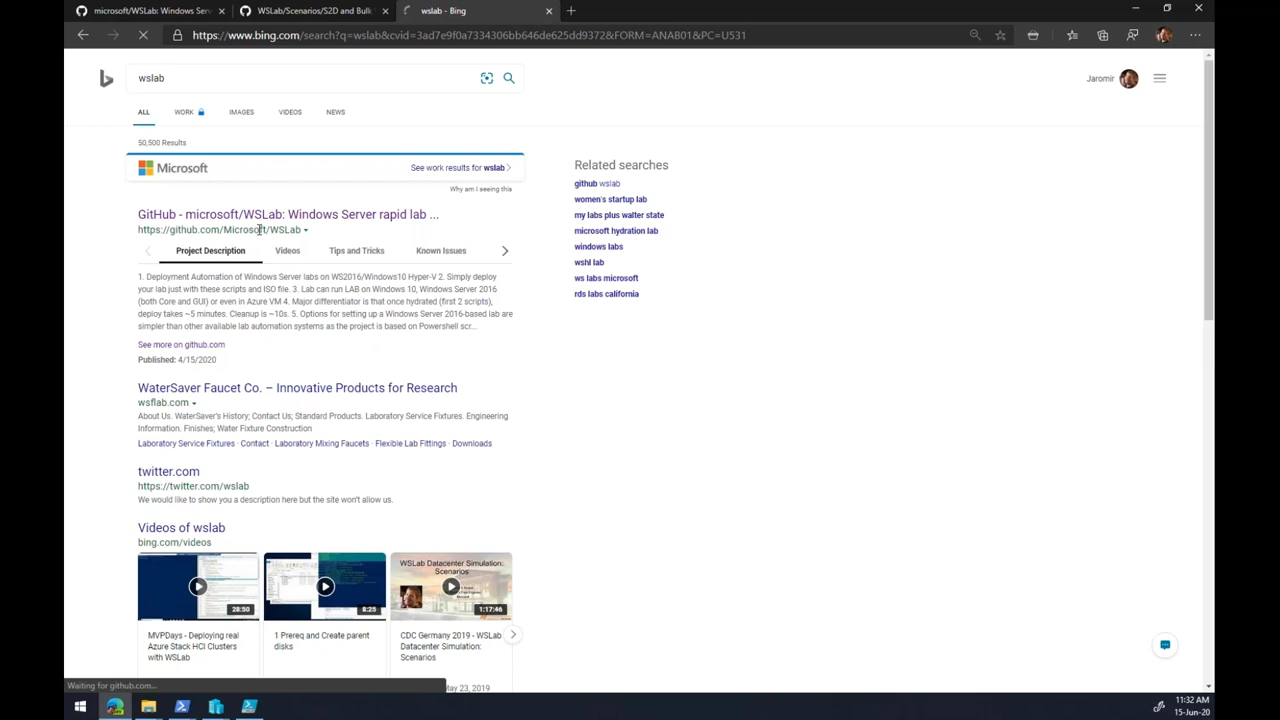 microsoft/WSLab: Windows Serv
WSLab/Scenarios/S2D and Bulk
wslab - Bing
https://www.bing.com/search?q=wslab&cvid=3ad7e9f0a7334306bb646de625dd9372&FORM=ANAB01&PC=U531
wslab
Jaromir
ALL WORK IMAGES VIDEOS NEWS
50,500 Results
Microsoft
See work results for wslab
Why am I seeing this
GitHub - microsoft/WSLab: Windows Server rapid lab ...
https://github.com/Microsoft/WSLab
Project Description Videos Tips and Tricks Known Issues
1. Deployment Automation of Windows Server labs on WS2016/Windows10 Hyper-V 2. Simply deploy
your lab just with these scripts and ISO file. 3. Lab can run LAB on Windows 10, Windows Server 2016
(both Core and GUI) or even in Azure VM 4. Major differentiator is that once hydrated (first 2 scripts),
deploy takes ~5 minutes. Cleanup is ~10s. 5. Options for setting up a Windows Server 2016-based lab are
simpler than other available lab automation systems as the project is based on Powershell scr...
See more on github.com
Published: 4/15/2020
WaterSaver Faucet Co. – Innovative Products for Research
wsflab.com
About Us. WaterSaver's History; Contact Us; Standard Products. Laboratory Service Fixtures. Engineering
Information. Finishes; Water Fixture Construction
Laboratory Service Fixtures · Contact · Laboratory Mixing Faucets · Flexible Lab Fittings · Downloads
twitter.com
https://twitter.com/wslab
We would like to show you a description here but the site won't allow us.
Videos of wslab
bing.com/videos
WSLab Datacenter Simulation:
Scenarios
28:50
8:25
1:17:46
MVPDays - Deploying real
Azure Stack HCI Clusters
with WSLab
1 Prereq and Create parent
disks
CDC Germany 2019 - WSLab
Datacenter Simulation:
Scenarios
May 23, 2019
Related searches
github wslab
women's startup lab
my labs plus walter state
microsoft hydration lab
windows labs
wshl lab
ws labs microsoft
rds labs california
Waiting for github.com...
11:32 AM
15-Jun-20